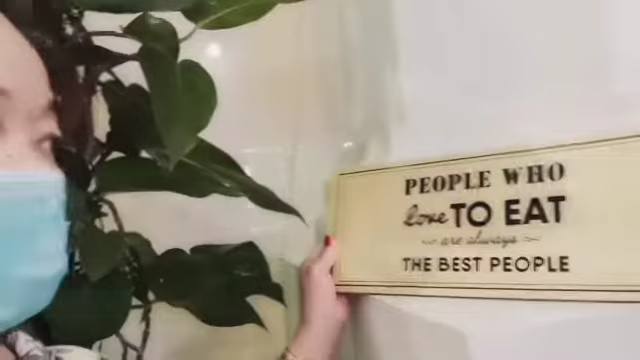 PEOPLE WHO
love TO EAT
are always
THE BEST PEOPLE